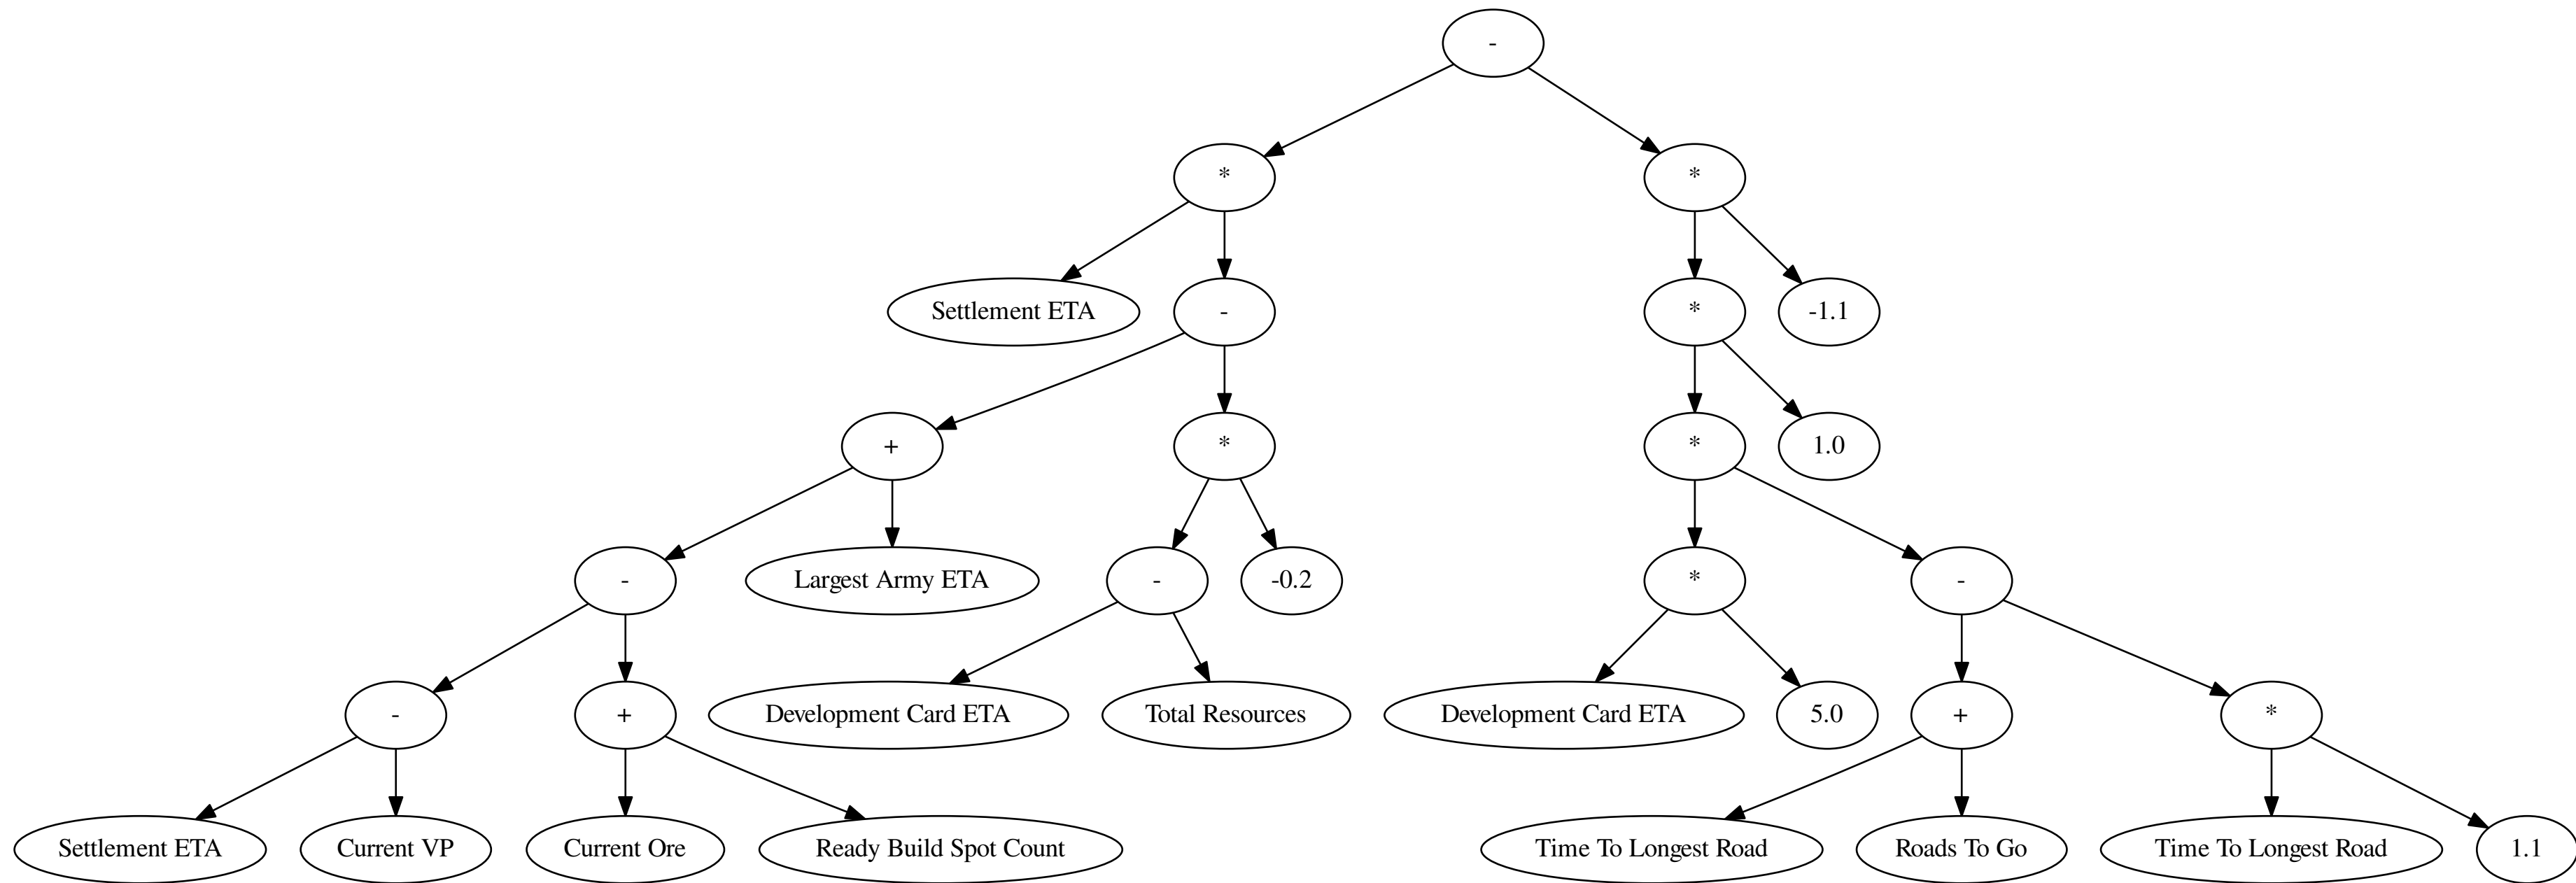 -
*
*
Settlement ETA
-
*
-1.1
+
*
*
1.0
-
Largest Army ETA
-
-0.2
*
-
-
+
Development Card ETA
Total Resources
Development Card ETA
5.0
+
*
Settlement ETA
Current VP
Current Ore
Ready Build Spot Count
Time To Longest Road
Roads To Go
Time To Longest Road
1.1